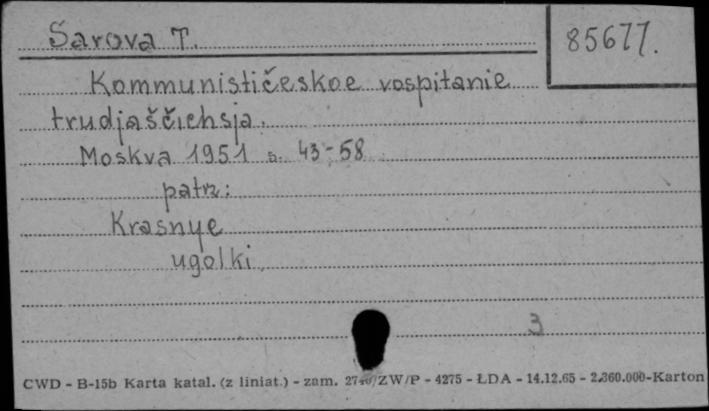 Sarova T.
85677.
Kommunističeskoe vospitanie
trudjaščichsja.
Moskva 1951 s. 43-58
patrz:
Krasnye
ugolki
3
CWD - B-15b Karta katal. (z liniat.) - zam. 2740/ZW/P - 4275 - ŁDA - 14.12.65 - 2.360.000-Karton